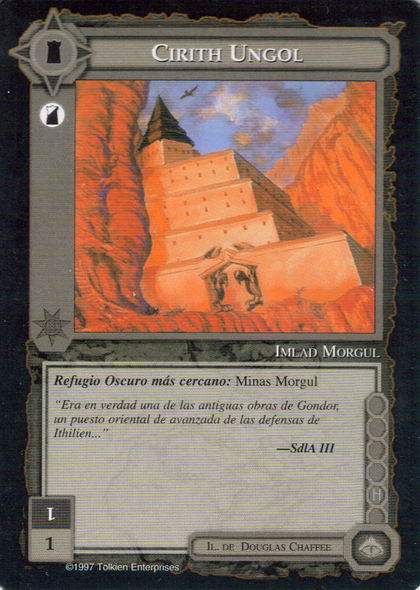 CIRITH UNGOL
IMLAD MORGUL
Refugio Oscuro más cercano: Minas Morgul
"Era en verdad una de las antiguas obras de Gondor,
un puesto oriental de avanzada de las defensas de
Ithilien..."
—SdlA III
1
1
IL. DE DOUGLAS CHAFFEE
©1997 Tolkien Enterprises